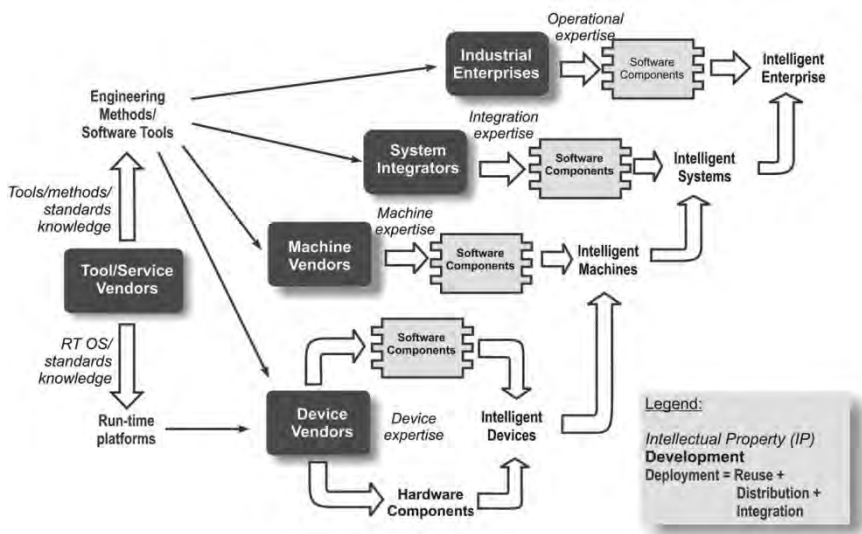 Operational
expertise
Industrial
Enterprises
Software
Components
Intelligent
Enterprise
Engineering
Methods/
Software Tools
Integration
expertise
System
Integrators
Software
Components
Intelligent
Systems
Tools/methods/
standards
knowledge
Machine
expertise
Machine
Vendors
Software
Components
Intelligent
Machines
Tool/Service
Vendors
RT OS/
standards
knowledge
Software
Components
Run-time
platforms
Device
Vendors
Device
expertise
Intelligent
Devices
Hardware
Components
Legend:
Intellectual Property (IP)
Development
Deployment = Reuse +
Distribution +
Integration